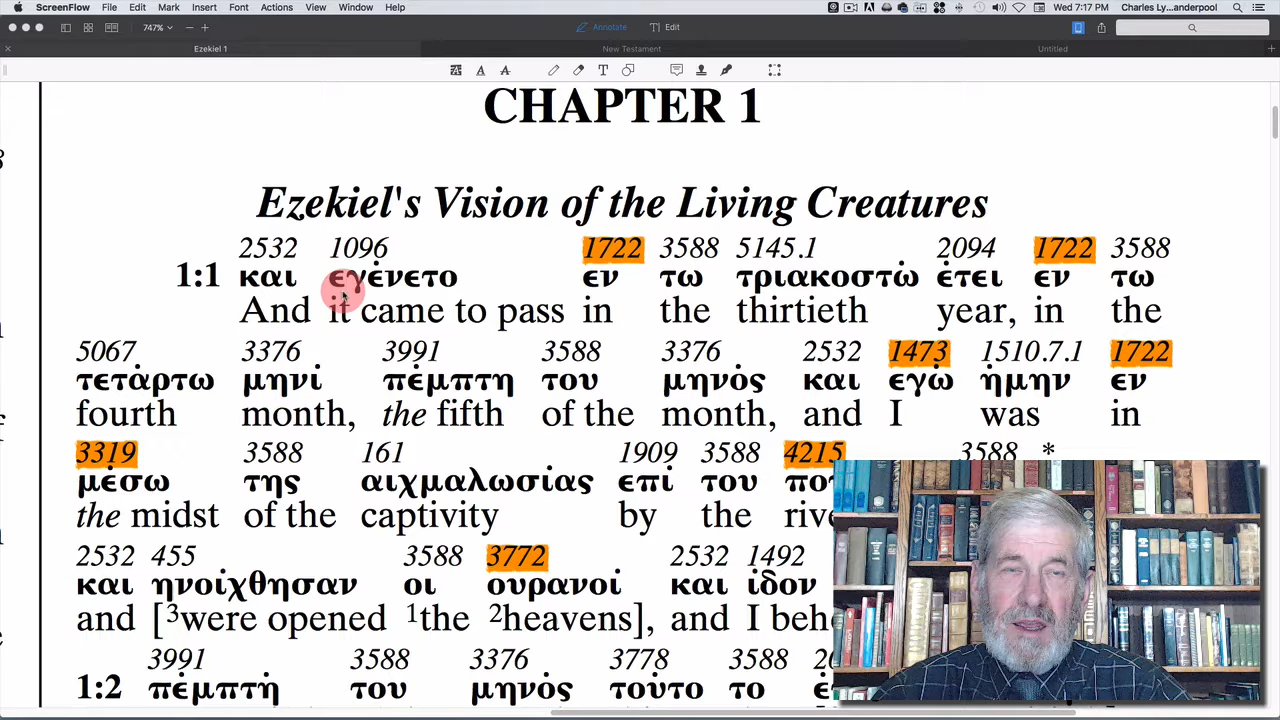 ScreenFlow File Edit Mark Insert Font Actions View Window Help Wed 7:17 PM Charles Ly...anderpool
747% Annotate Edit
Ezekiel 1 New Testament Untitled
CHAPTER 1
Ezekiel's Vision of the Living Creatures
2532 1096 1722 3588 5145.1 2094 1722 3588
1:1 και εγένετο εν τω τριακοστώ έτει εν τω
And it came to pass in the thirtieth year, in the
5067 3376 3991 3588 3376 2532 1473 1510.7.1 1722
τετάρτω μηνί πέμπτη του μηνός και εγώ ήμην εν
fourth month, the fifth of the month, and I was in
3319 3588 161 1909 3588 4215 3588 *
μέσω της αιχμαλωσίας επί του
the midst of the captivity by the
2532 455 3588 3772 2532 1492
και ηνοίχθησαν οι ουρανοί και ίδον
and [3were opened 1the 2heavens], and I
3991 3588 3376 3778 3588
1:2 πέμπτή του μηνός τούτο το